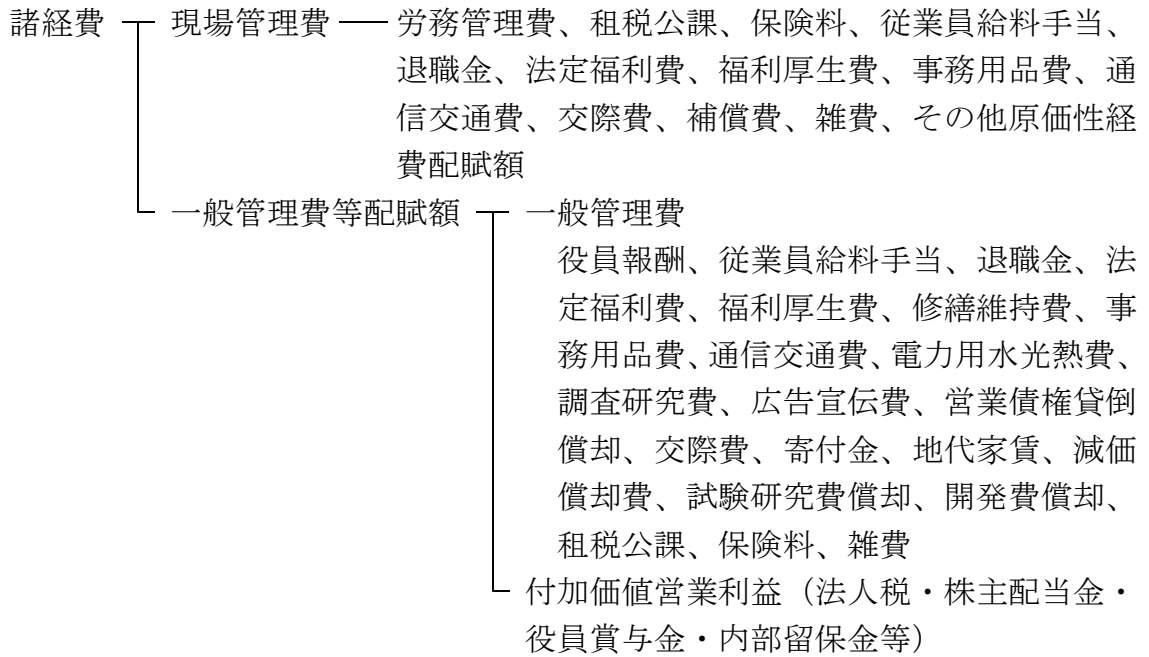 諸経費 現場管理費 労務管理費、租税公課、保険料、従業員給料手当、
退職金、法定福利費、福利厚生費、事務用品費、通
信交通費、交際費、補償費、雑費、その他原価性経
費配賦額
一般管理費等配賦額 一般管理費
役員報酬、従業員給料手当、退職金、法
定福利費、福利厚生費、修繕維持費、事
務用品費、通信交通費、電力用水光熱費、
調査研究費、広告宣伝費、営業債権貸倒
償却、交際費、寄付金、地代家賃、減価
償却費、試験研究費償却、開発費償却、
租税公課、保険料、雑費
付加価値営業利益（法人税・株主配当金・
役員賞与金・内部留保金等）